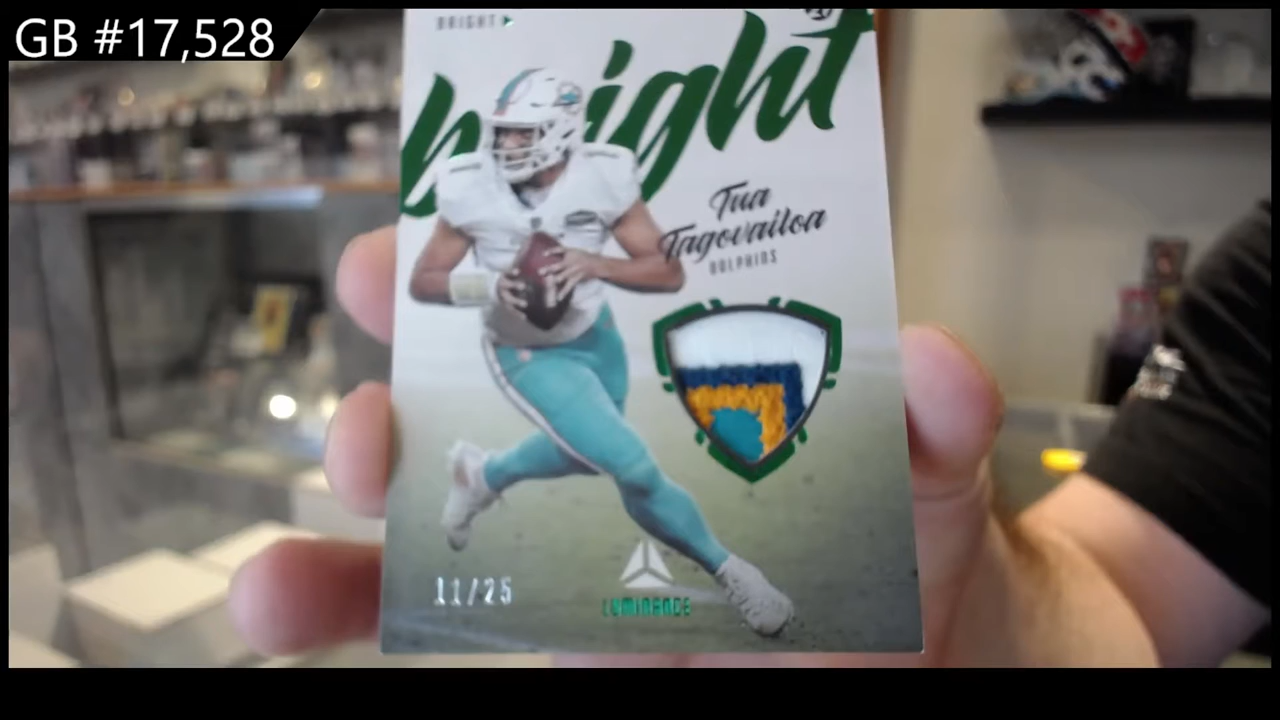 GB #17,528
BRIGHT
bright
Tua
Tagovailoa
DOLPHINS
11/25
LUMINANCE